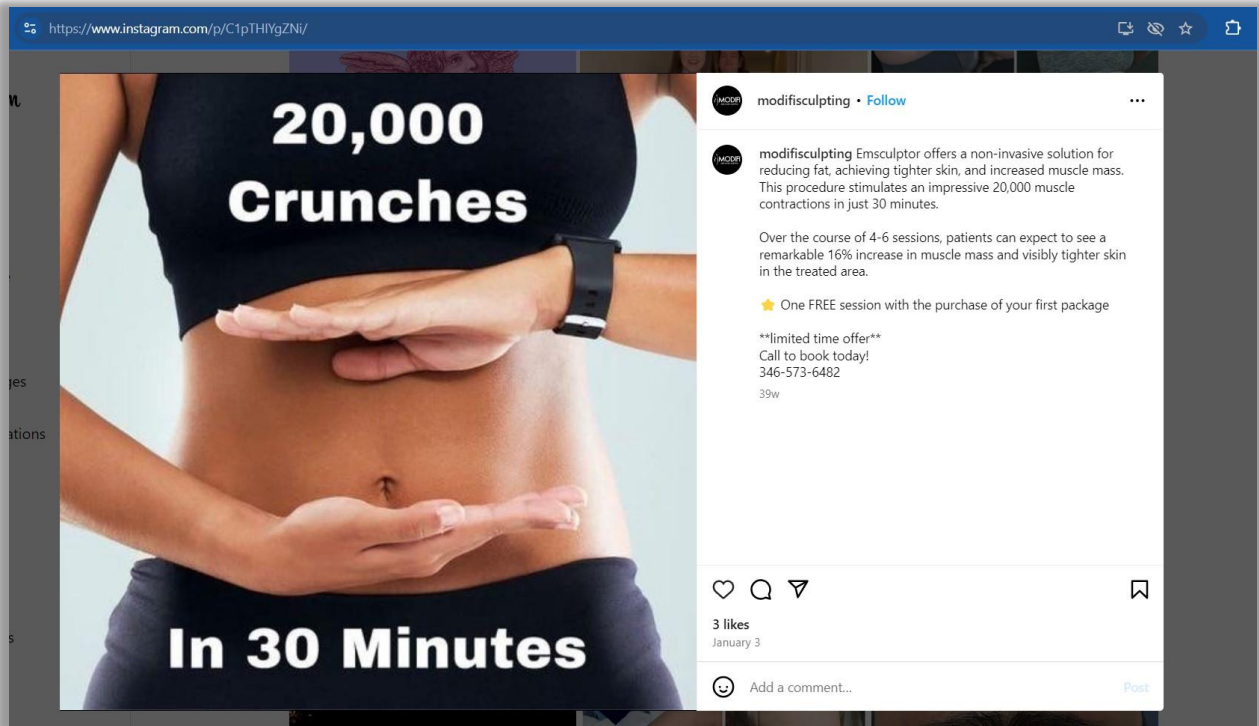 https://www.instagram.com/p/C1pTHIYgZNi/
20,000
Crunches
In 30 Minutes
modifisculpting • Follow
modifisculpting Emsculptor offers a non-invasive solution for
reducing fat, achieving tighter skin, and increased muscle mass.
This procedure stimulates an impressive 20,000 muscle
contractions in just 30 minutes.
Over the course of 4-6 sessions, patients can expect to see a
remarkable 16% increase in muscle mass and visibly tighter skin
in the treated area.
⭐ One FREE session with the purchase of your first package
**limited time offer**
Call to book today!
346-573-6482
39w
3 likes
January 3
Add a comment...
Post